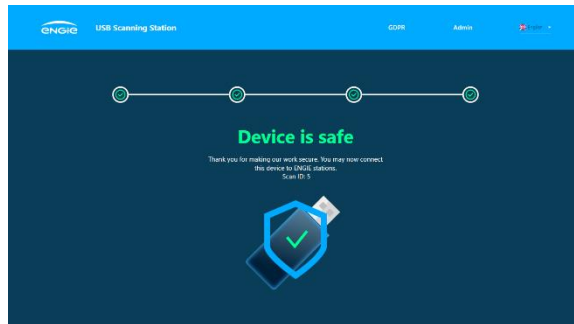 ENGIE
USB Scanning Station
GDPR
Admin
English
Device is safe
Thank you for making our work secure. You may now connect
this device to ENGIE stations.
Scan ID: 5